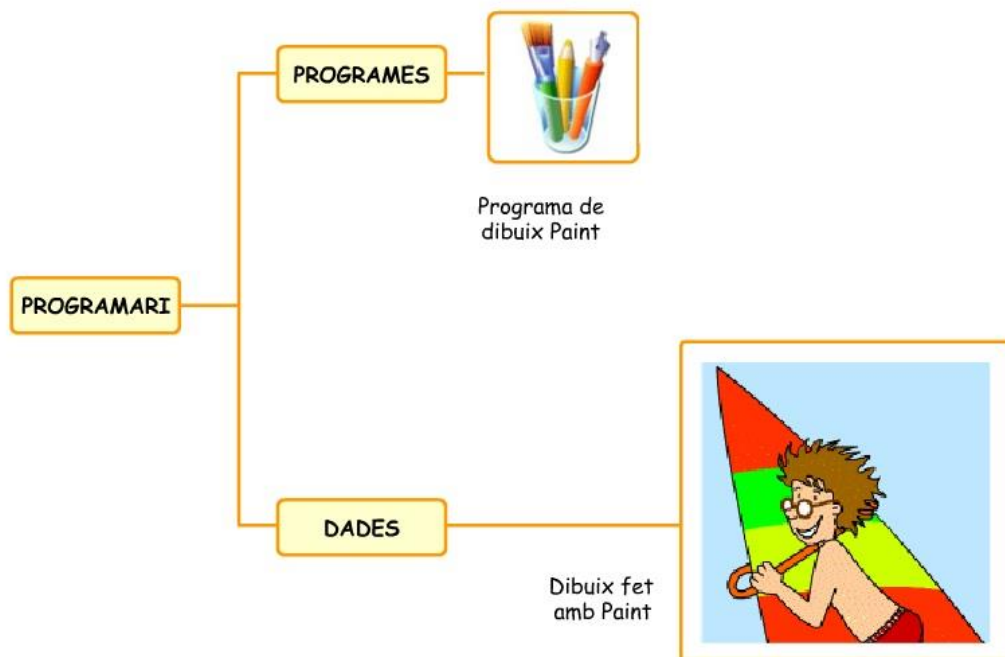 PROGRAMES
Programa de
dibuix Paint
PROGRAMARI
DADES
Dibuix fet
amb Paint